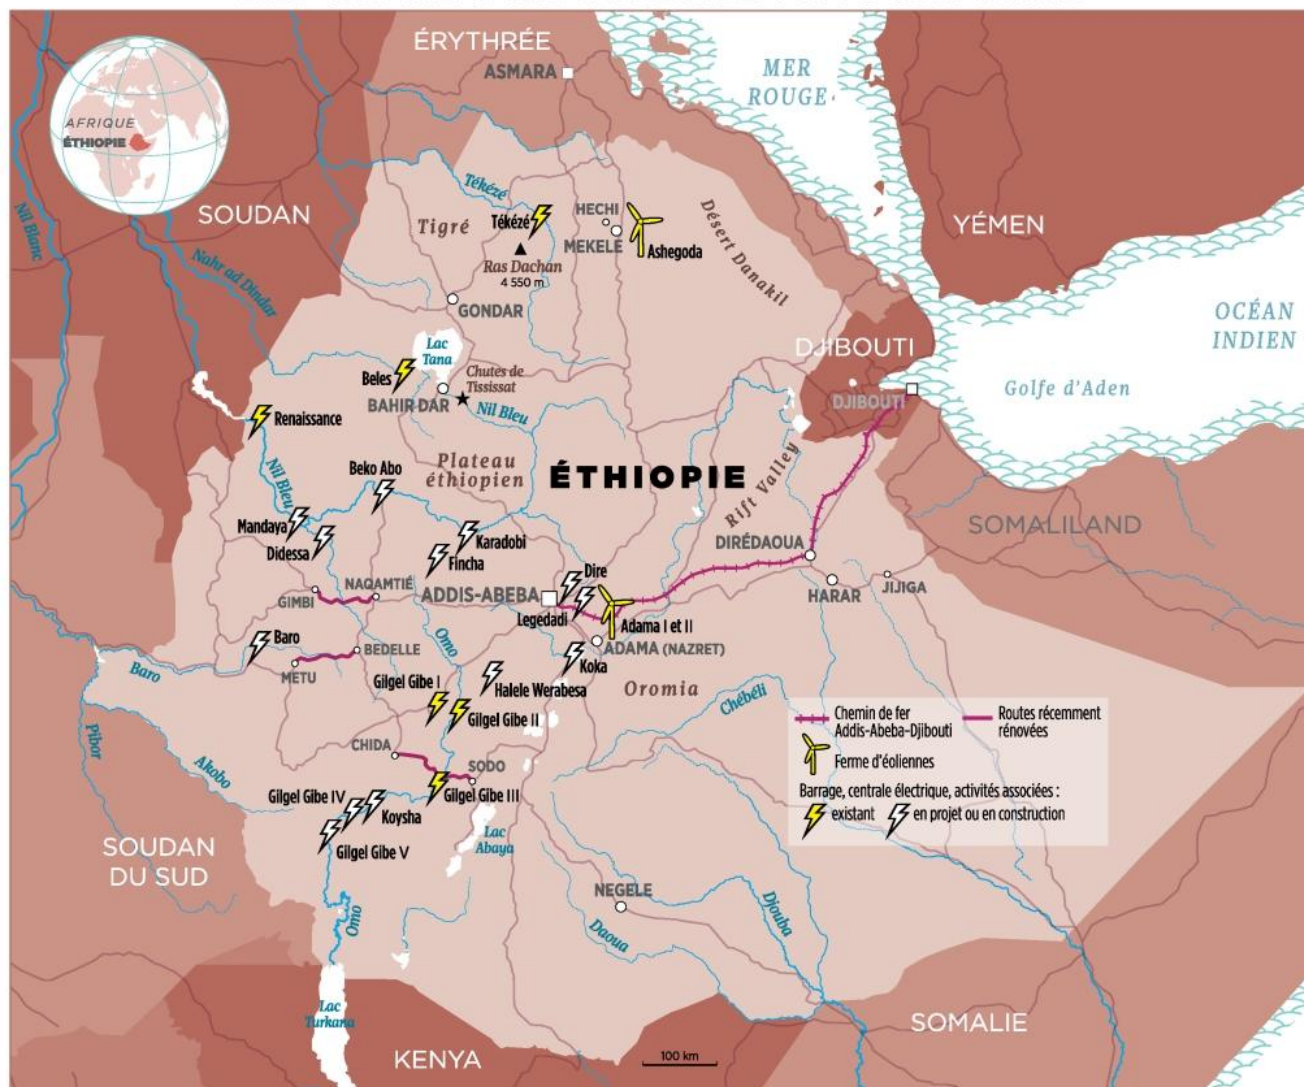 ÉRYTHRÉE
ASMARA
MER
ROUGE
AFRIQUE
ÉTHIOPIE
SOUDAN
Nil Blanc
Nahr ad Dindar
Tékézé
Tigré
Tékézé
HECHI
MEKELE
Ashegoda
Désert Danakil
YÉMEN
Ras Dachan
4 550 m
GONDAR
OCÉAN
INDIEN
Lac
Tana
DJIBOUTI
Beles
Chutes de
Tississat
Golfe d'Aden
BAHIR DAR
DJIBOUTI
Renaissance
Nil Bleu
Plateau
éthiopien
ÉTHIOPIE
Beko Abo
Nil Bleu
Rift Valley
Mandaya
Didessa
Karadobi
Fincha
SOMALILAND
DIRÉDAOUA
Dire
NAQAMTIÉ
ADDIS-ABEBA
HARAR
JIJIGA
GIMBI
Legedadi
Adama I et II
Baro
Omo
ADAMA (NAZRET)
BEDELLE
Koka
METU
Baro
Gilgel Gibe I
Halele Werabesa
Oromia
Chébéli
Gilgel Gibe II
Pibor
Akobo
CHIDA
SODO
Gilgel Gibe IV
Gilgel Gibe III
Koysha
Gilgel Gibe V
Lac
Abaya
Chemin de fer
Addis-Abeba-Djibouti
Routes récemment
rénovées
Ferme d'éoliennes
Barrage, centrale électrique, activités associées :
existant
en projet ou en construction
SOUDAN
DU SUD
NEGELE
Omo
Daoua
Djouba
Lac
Turkana
SOMALIE
KENYA
100 km